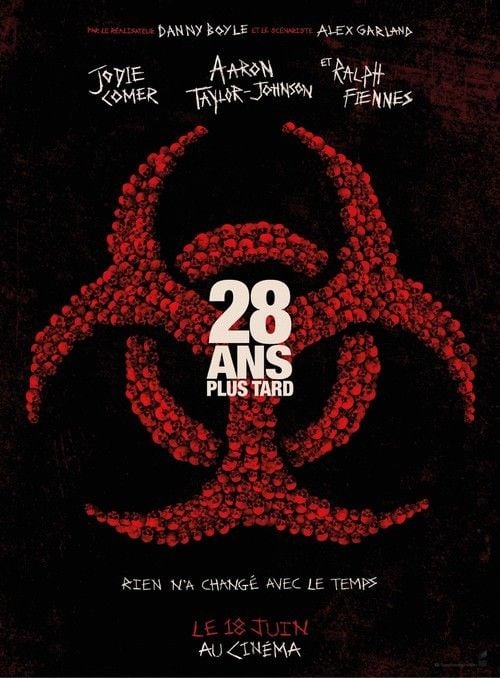 PAR LE RÉALISATEUR DANNY BOYLE ET LE SCÉNARISTE ALEX GARLAND
JODIE COMER
AARON TAYLOR-JOHNSON
ET RALPH FIENNES
28
ANS
PLUS TARD
RIEN N'A CHANGÉ AVEC LE TEMPS
LE 18 JUIN
AU CINÉMA